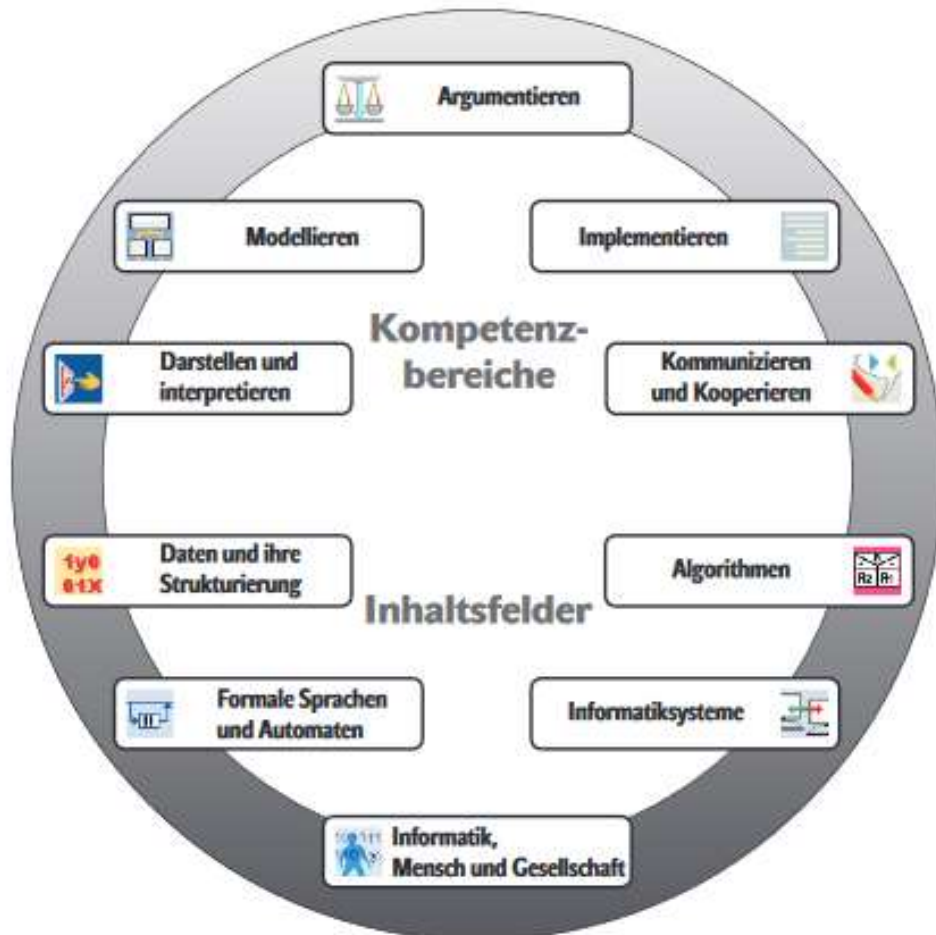 Argumentieren
Modellieren
Implementieren
Kompetenz-
bereiche
Darstellen und
interpretieren
Kommunizieren
und Kooperieren
Daten und ihre
Strukturierung
Algorithmen
Inhaltsfelder
Formale Sprachen
und Automaten
Informatiksysteme
Informatik,
Mensch und Gesellschaft